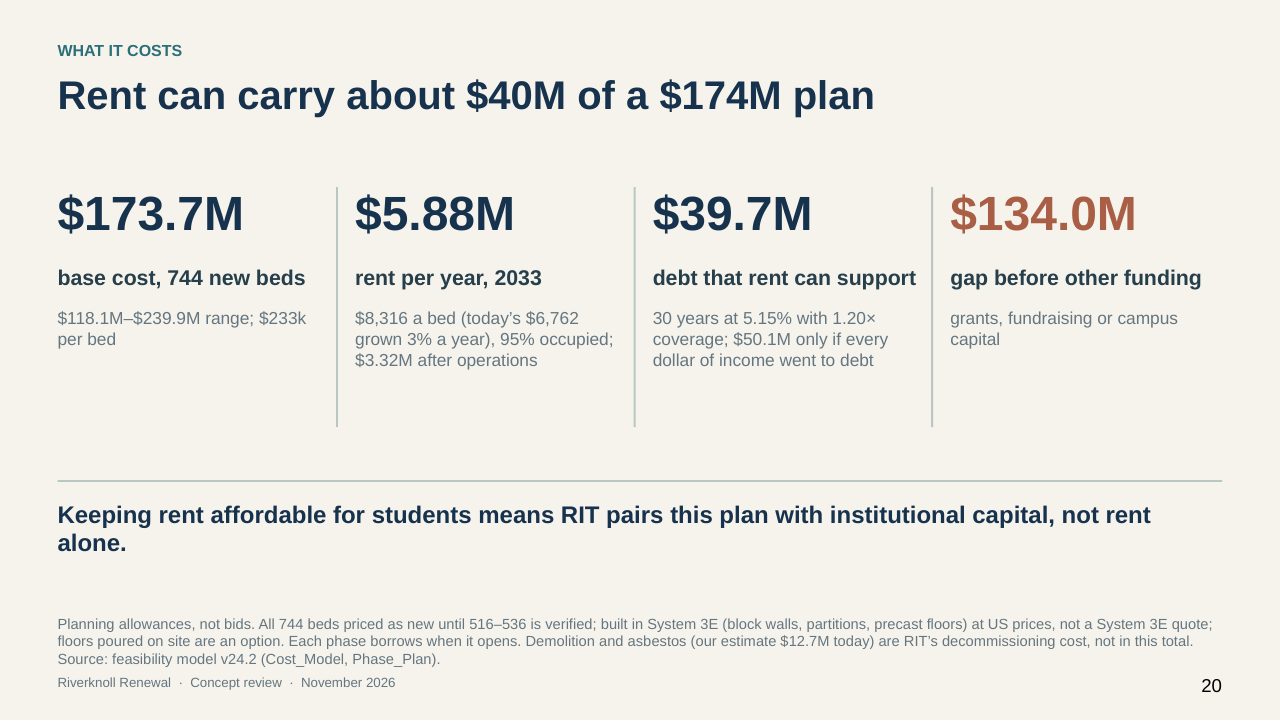 WHAT IT COSTS
Rent can carry about $40M of a $174M plan
$173.7M
base cost, 744 new beds
$118.1M–$239.9M range; $233k
per bed
$5.88M
rent per year, 2033
$8,316 a bed (today’s $6,762
grown 3% a year), 95% occupied;
$3.32M after operations
$39.7M
debt that rent can support
30 years at 5.15% with 1.20×
coverage; $50.1M only if every
dollar of income went to debt
$134.0M
gap before other funding
grants, fundraising or campus
capital
Keeping rent affordable for students means RIT pairs this plan with institutional capital, not rent
alone.
Planning allowances, not bids. All 744 beds priced as new until 516–536 is verified; built in System 3E (block walls, partitions, precast floors) at US prices, not a System 3E quote;
floors poured on site are an option. Each phase borrows when it opens. Demolition and asbestos (our estimate $12.7M today) are RIT’s decommissioning cost, not in this total.
Source: feasibility model v24.2 (Cost_Model, Phase_Plan).
Riverknoll Renewal · Concept review · November 2026
20